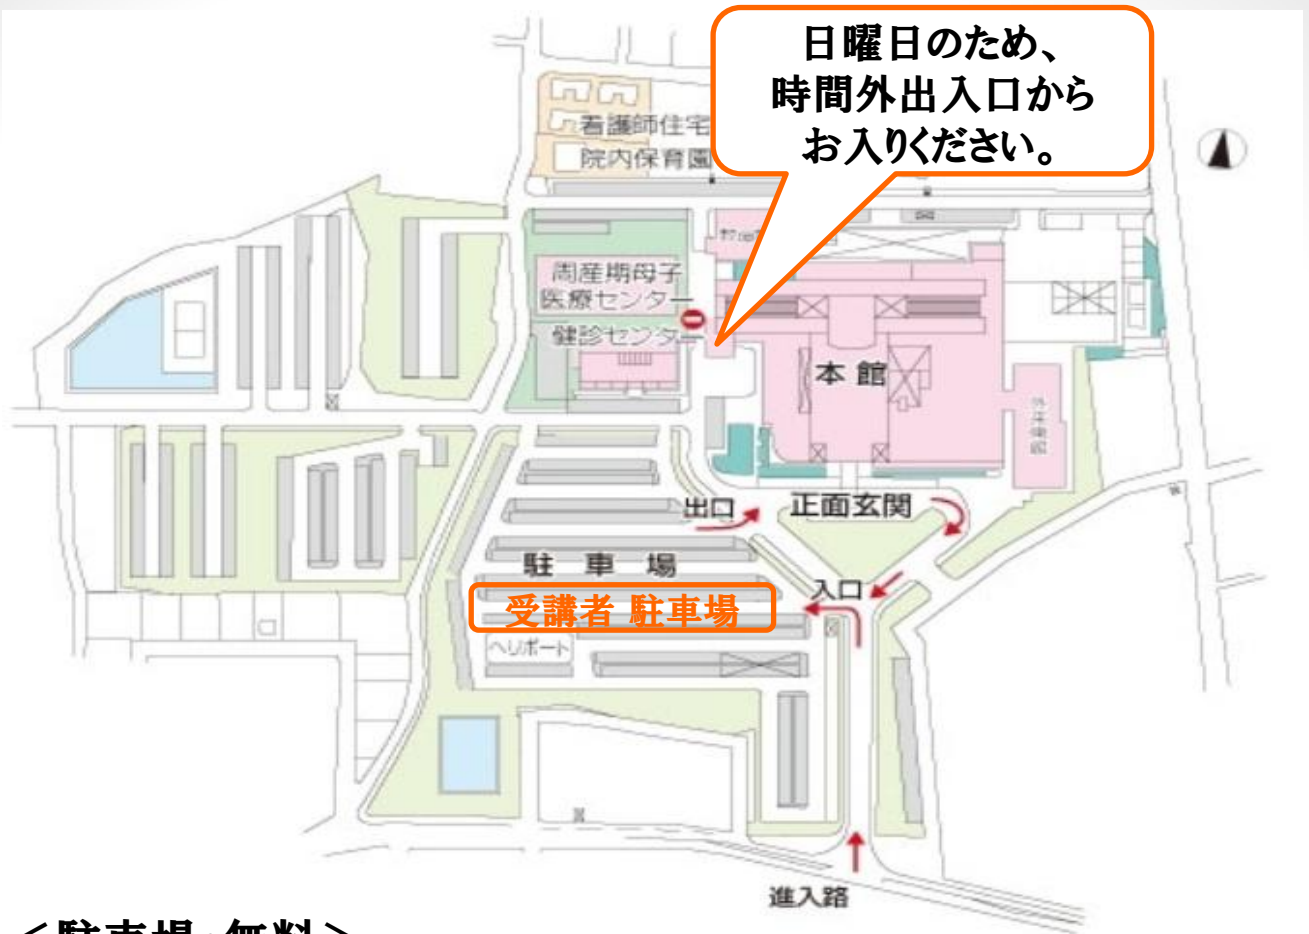 日曜日のため、
時間外出入口から
お入りください。
看護師住宅
院内保育園
周産期母子
医療センター
健診センター
本館
出口
正面玄関
駐車場
入口
受講者 駐車場
ヘリポート
進入路
＜駐車場・無料＞